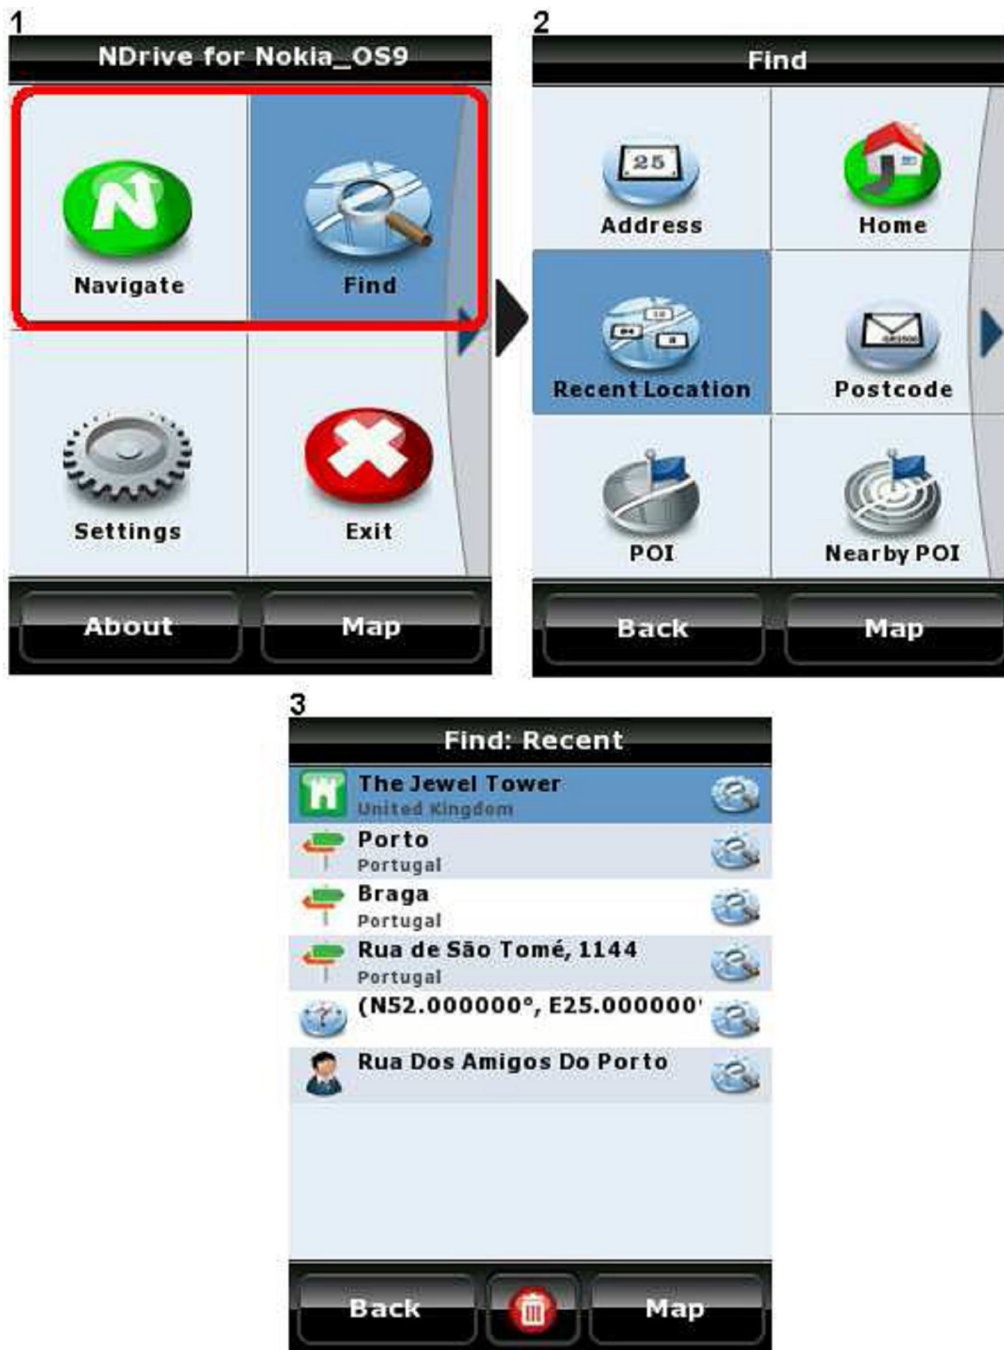 1
NDrive for Nokia_OS9
Navigate
Find
Settings
Exit
About
Map
2
Find
25
Address
Home
Recent Location
Postcode
POI
Nearby POI
Back
Map
3
Find: Recent
The Jewel Tower
United Kingdom
Porto
Portugal
Braga
Portugal
Rua de São Tomé, 1144
Portugal
(N52.000000°, E25.000000'
Rua Dos Amigos Do Porto
Back
Map